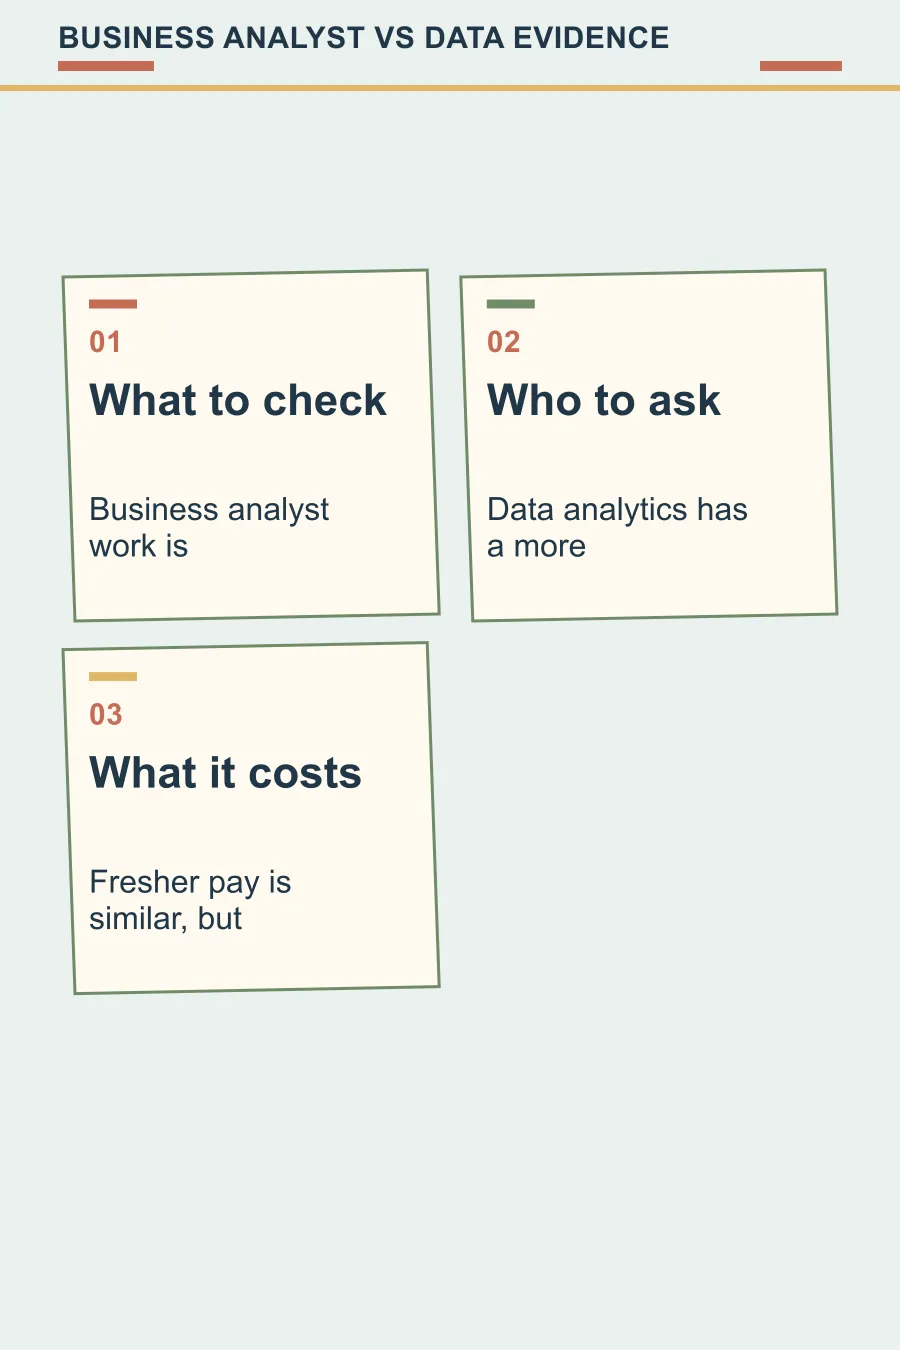 BUSINESS ANALYST VS DATA EVIDENCE
01
What to check
Business analyst
work is
02
Who to ask
Data analytics has
a more
03
What it costs
Fresher pay is
similar, but